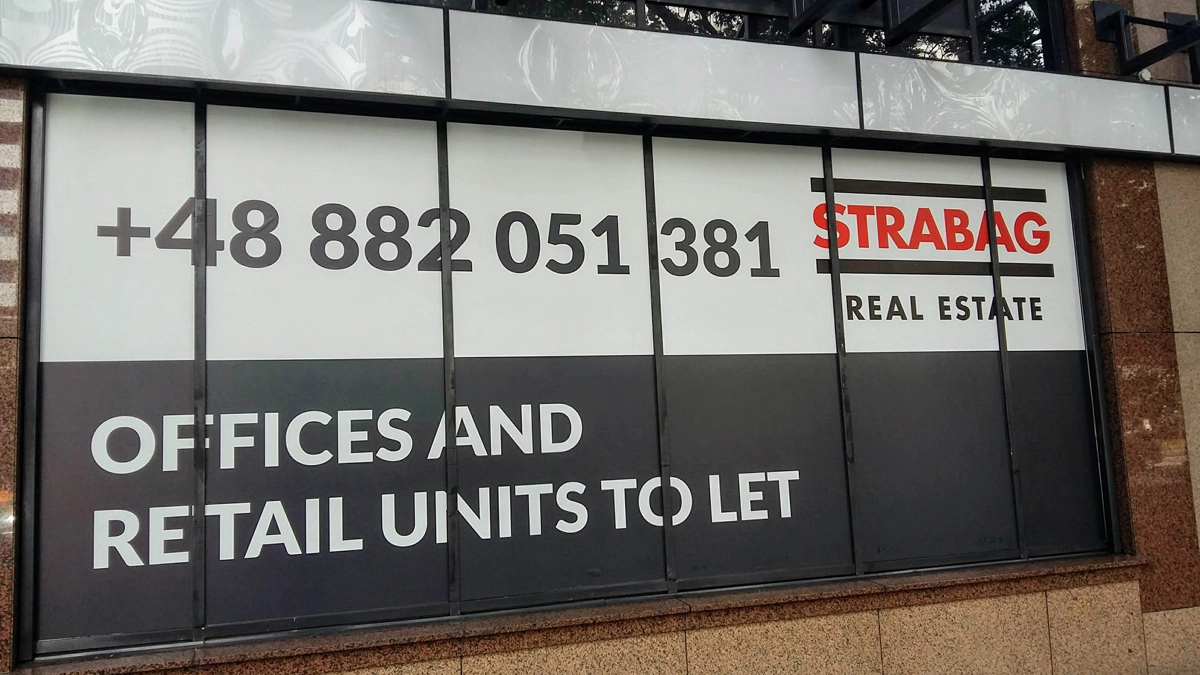 +48 882 051 381
STRABAG
REAL ESTATE
OFFICES AND
RETAIL UNITS TO LET